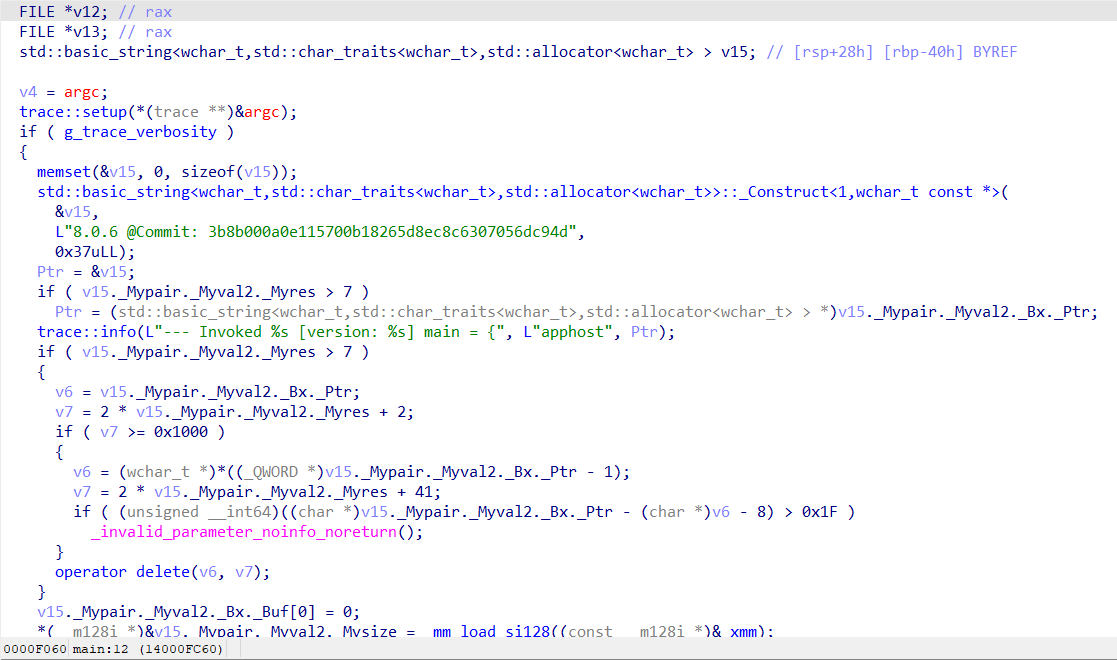 FILE *v12; // rax
FILE *v13; // rax
std::basic_string<wchar_t,std::char_traits<wchar_t>,std::allocator<wchar_t> > v15; // [rsp+28h] [rbp-40h] BYREF
v4 = argc;
trace::setup(*(trace **)&argc);
if ( g_trace_verbosity )
{
memset(&v15, 0, sizeof(v15));
std::basic_string<wchar_t,std::char_traits<wchar_t>,std::allocator<wchar_t>>::_Construct<1,wchar_t const *>(
&v15,
L"8.0.6 @Commit: 3b8b000a0e115700b18265d8ec8c6307056dc94d",
0x37uLL);
Ptr = &v15;
if ( v15._Mypair._Myval2._Myres > 7 )
Ptr = (std::basic_string<wchar_t,std::char_traits<wchar_t>,std::allocator<wchar_t> > *)v15._Mypair._Myval2._Bx._Ptr;
trace::info(L"--- Invoked %s [version: %s] main = {", L"apphost", Ptr);
if ( v15._Mypair._Myval2._Myres > 7 )
{
v6 = v15._Mypair._Myval2._Bx._Ptr;
v7 = 2 * v15._Mypair._Myval2._Myres + 2;
if ( v7 >= 0x1000 )
{
v6 = (wchar_t *)*((_QWORD *)v15._Mypair._Myval2._Bx._Ptr - 1);
v7 = 2 * v15._Mypair._Myval2._Myres + 41;
if ( (unsigned __int64)((char *)v15._Mypair._Myval2._Bx._Ptr - (char *)v6 - 8) > 0x1F )
_invalid_parameter_noinfo_noreturn();
}
operator delete(v6, v7);
}
v15._Mypair._Myval2._Bx._Buf[0] = 0;
*(__m128i *)&v15._Mypair._Myval2._Mysize = _mm_load_si128((const __m128i *)&_xmm);
0000F060 main:12 (14000FC60)